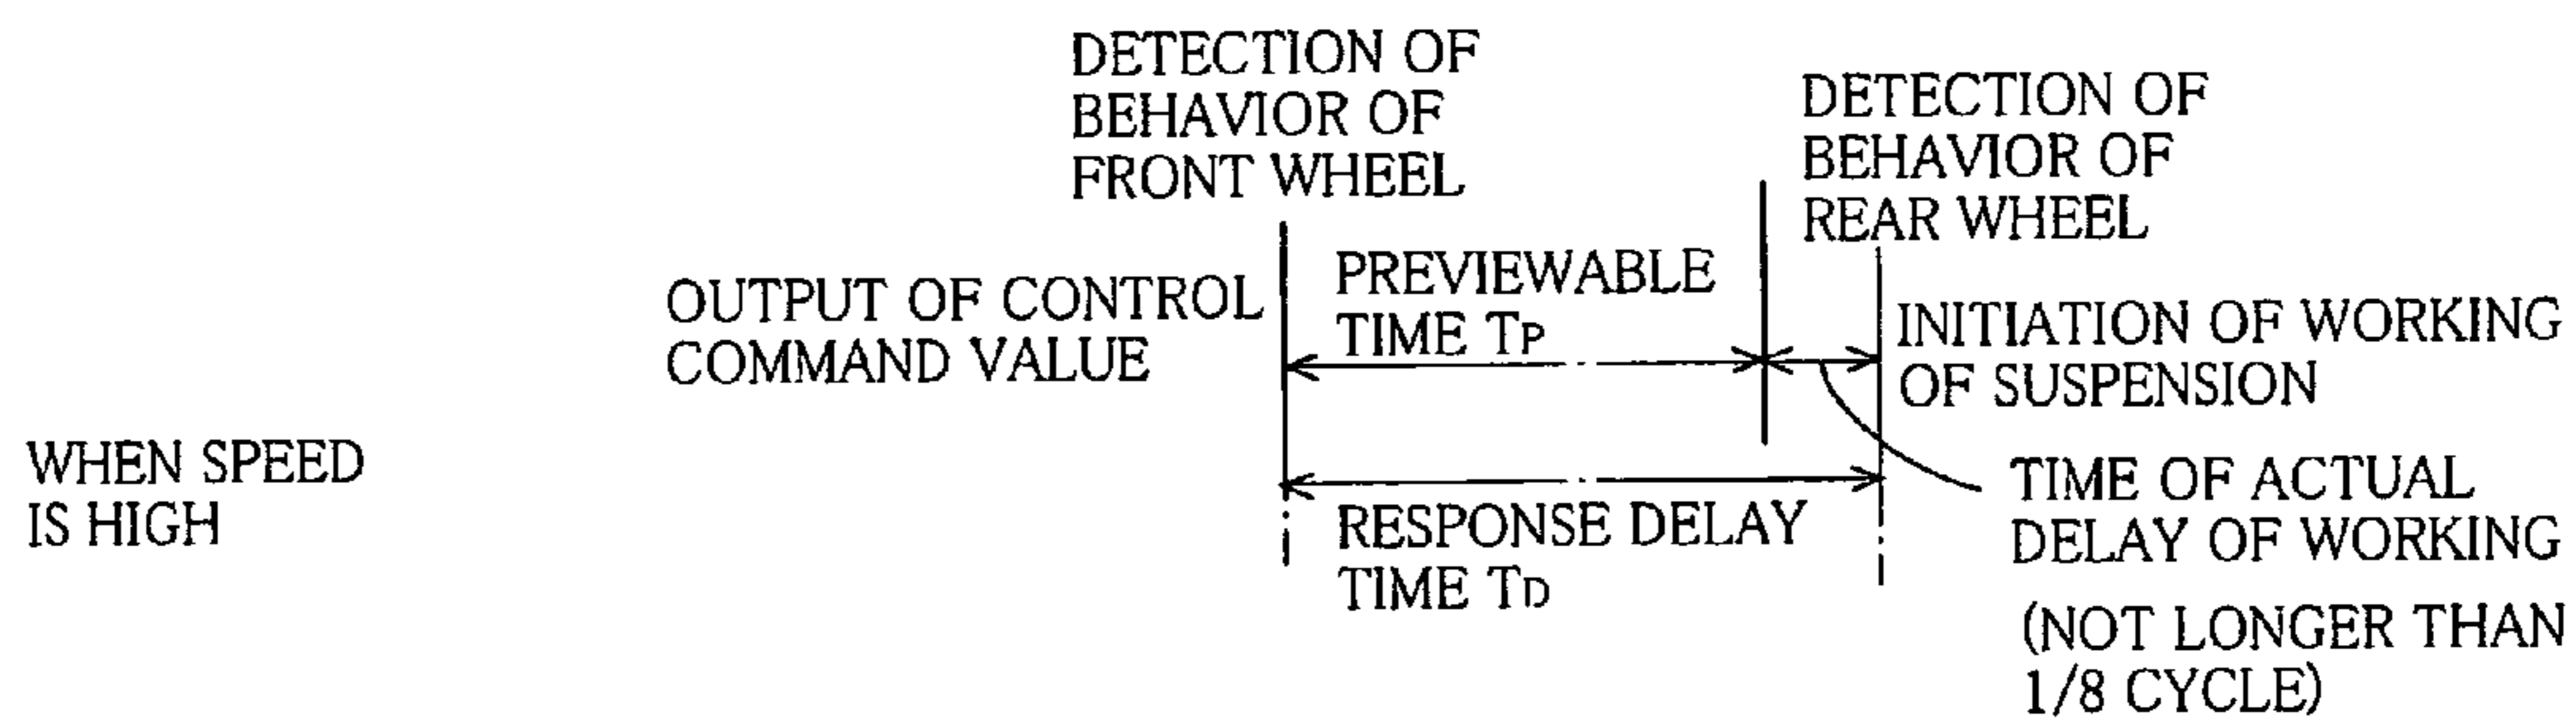 DETECTION OF
BEHAVIOR OF
FRONT WHEEL
DETECTION OF
BEHAVIOR OF
REAR WHEEL
OUTPUT OF CONTROL
COMMAND VALUE
PREVIEWABLE
TIME TP
INITIATION OF WORKING
OF SUSPENSION
WHEN SPEED
IS HIGH
RESPONSE DELAY
TIME TD
TIME OF ACTUAL
DELAY OF WORKING
(NOT LONGER THAN
1/8 CYCLE)